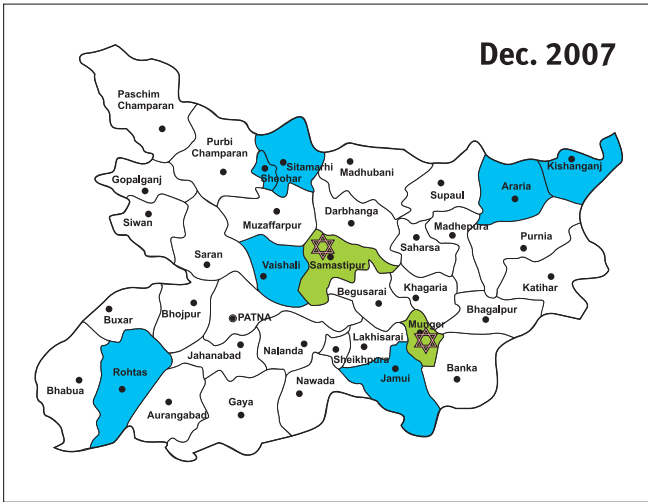 Dec. 2007
Paschim
Champaran
Purbi
Champaran
Sitamarhi
Sheohar
Madhubani
Kishanganj
Araria
Supaul
Gopalganj
Siwan
Muzaffarpur
Darbhanga
Madhepura
Saharsa
Purnia
Saran
Vaishali
Samastipur
Katihar
Begusarai
Khagaria
Bhagalpur
Buxar
Bhojpur
PATNA
Munger
Lakhisarai
Jahanabad
Nalanda
Sheikhpura
Banka
Jamui
Rohtas
Bhabua
Nawada
Aurangabad
Gaya